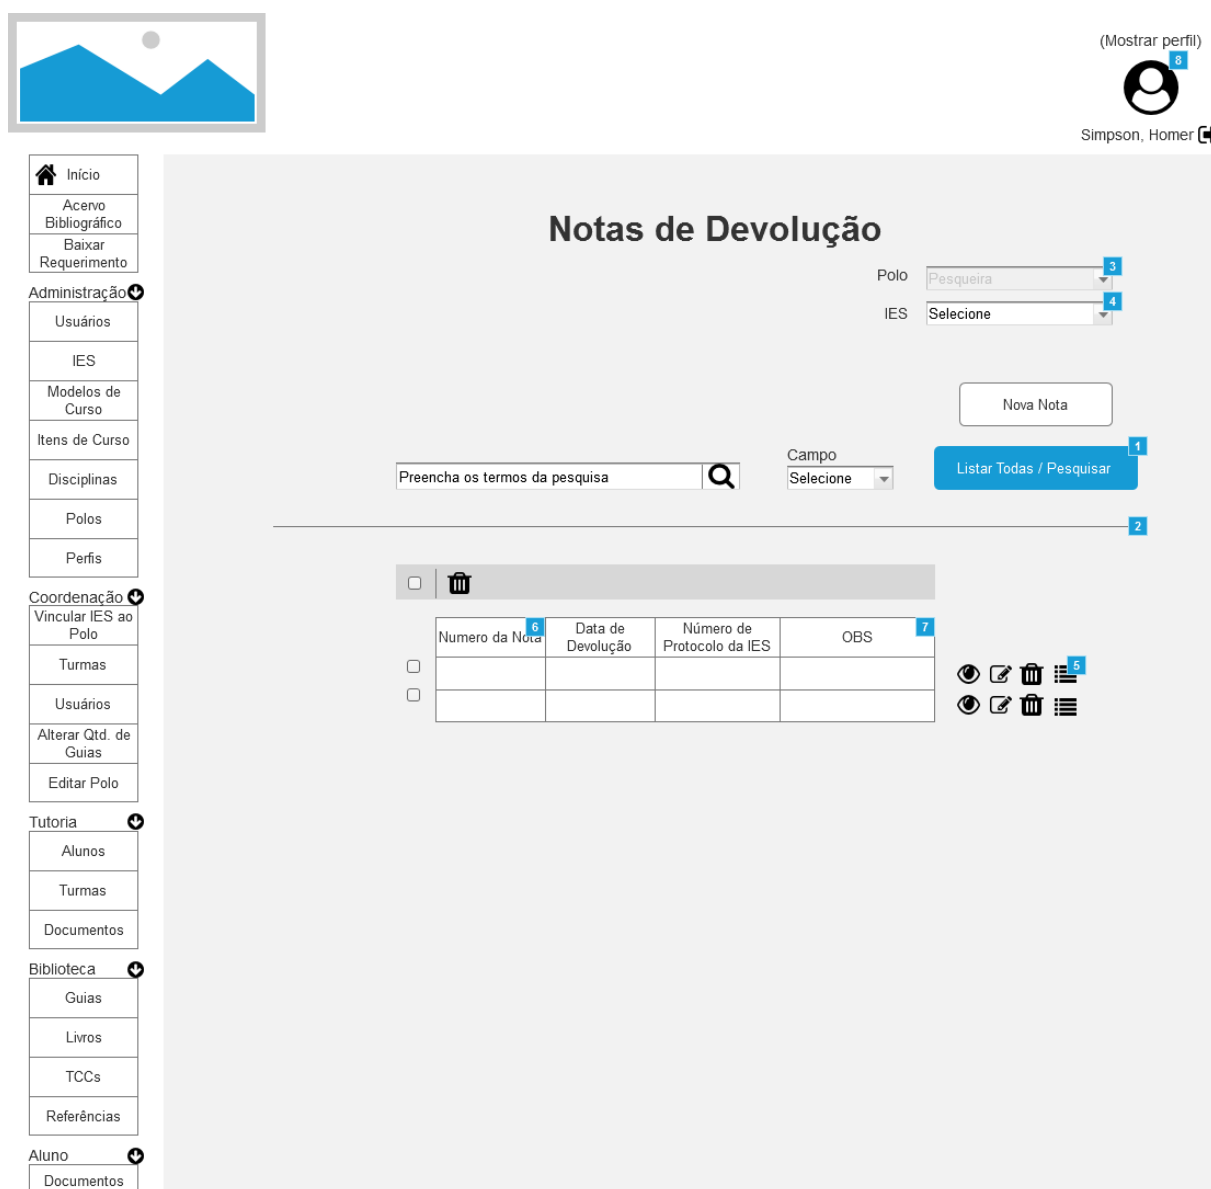 (Mostrar perfil)
8
Simpson, Homer
Início
Acervo
Bibliográfico
Baixar
Requerimento
Administração
Usuários
IES
Modelos de
Curso
Itens de Curso
Disciplinas
Polos
Perfis
Coordenação
Vincular IES ao
Polo
Turmas
Usuários
Alterar Qtd. de
Guias
Editar Polo
Tutoria
Alunos
Turmas
Documentos
Biblioteca
Guias
Livros
TCCs
Referências
Aluno
Documentos
Notas de Devolução
Polo
Pesqueira
3
IES
Selecione
4
Nova Nota
Preencha os termos da pesquisa
Campo
Selecione
Listar Todas / Pesquisar
1
2
Numero da Nota
6
Data de
Devolução
Número de
Protocolo da IES
OBS
7
5